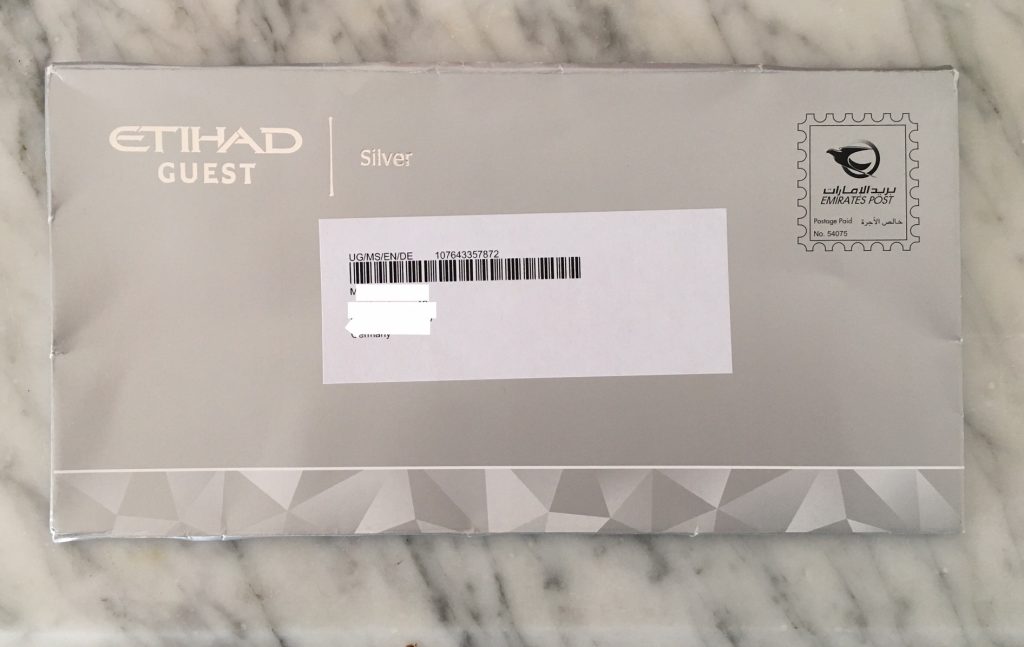 ETIHAD
GUEST
Silver
بريد الإمارات
EMIRATES POST
Postage Paid خالص الأجرة
No. 54075
UG/MS/EN/DE 107643357872
Germany